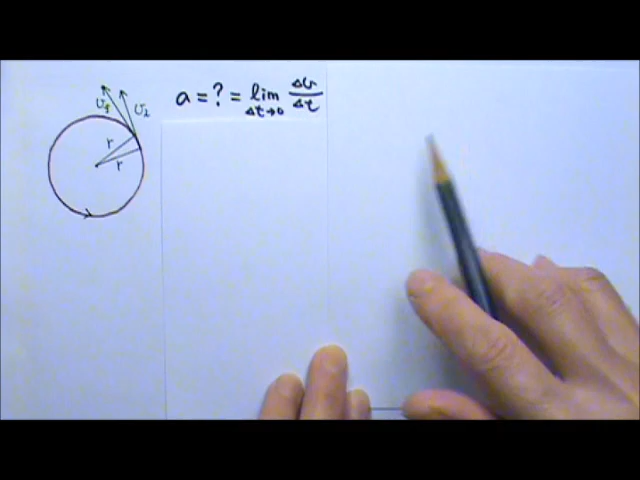 a = ? = lim Δt→0 Δv/Δt
v₁
v₂
r
r